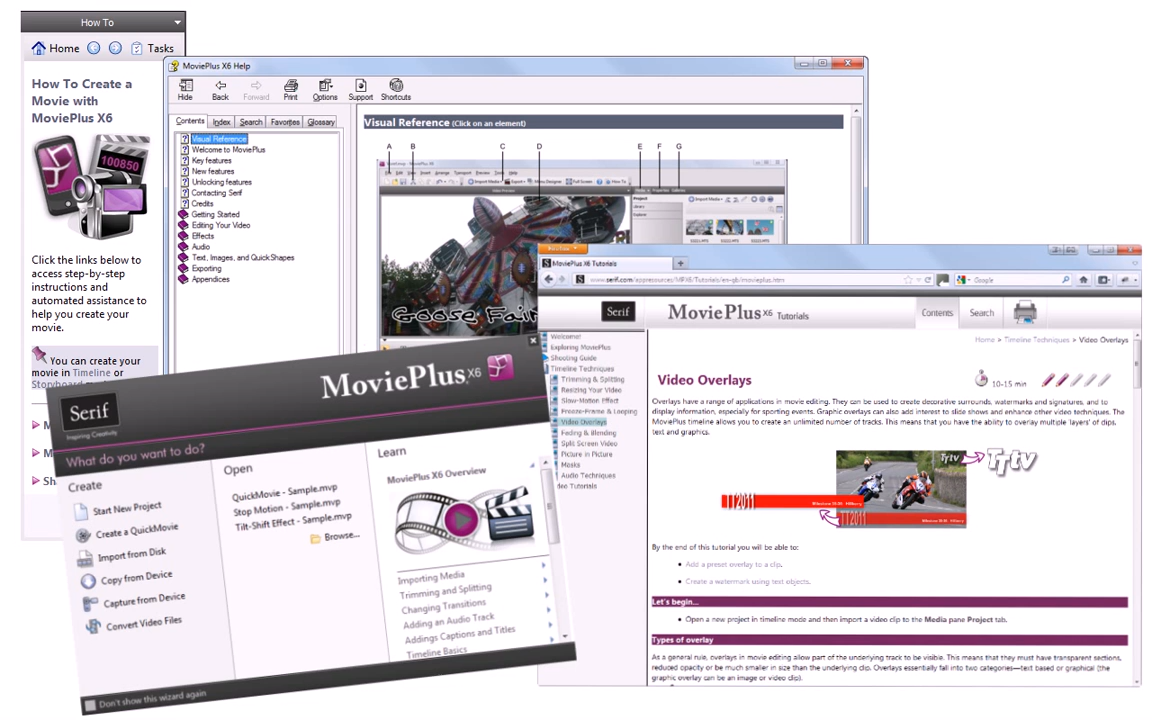 How To
Home
Tasks
How To Create a
Movie with
MoviePlus X6
100850
Click the links below to
access step-by-step
instructions and
automated assistance to
help you create your
movie.
You can create your
movie in Timeline or
Storyboard
MoviePlus X6 Help
Hide Back Forward Print Options Support Shortcuts
Contents Index Search Favorites Glossary
Visual Reference
Welcome to MoviePlus
Key features
New features
Unlocking features
Contacting Serif
Credits
Getting Started
Editing Your Video
Effects
Audio
Text, Images, and QuickShapes
Exporting
Appendices
Visual Reference (Click on an element)
A B C D E F G
Goose Fair
MoviePlus X6 Tutorials
www.serif.com/appresources/MPX6/Tutorials/en-gb/movieplus.htm
Google
Serif
MoviePlus X6 Tutorials
Contents Search
Home > Timeline Techniques > Video Overlays
Welcome!
Exploring MoviePlus
Shooting Guide
Timeline Techniques
Trimming & Splitting
Resizing Your Video
Slow-Motion Effect
Freeze-Frame & Looping
Video Overlays
Fading & Blending
Split Screen Video
Picture in Picture
Masks
Audio Techniques
Video Overlays
10-15 min
Overlays have a range of applications in movie editing. They can be used to create decorative surrounds, watermarks and signatures, and to
display information, especially for sporting events. Graphic overlays can also add interest to slide shows and enhance other video techniques. The
MoviePlus timeline allows you to create an unlimited number of tracks. This means that you have the ability to overlay multiple 'layers' of clips,
text and graphics.
TTtv TTtv
TT2011
TT2011
By the end of this tutorial you will be able to:
• Add a preset overlay to a clip.
• Create a watermark using text objects.
Let's begin...
• Open a new project in timeline mode and then import a video clip to the Media pane Project tab.
Types of overlay
As a general rule, overlays in movie editing allow part of the underlying track to be visible. This means that they must have transparent sections,
reduced opacity or be much smaller in size than the underlying clip. Overlays essentially fall into two categories—text based or graphical (the
graphic overlay can be an image or video clip).
MoviePlus X6
Serif
Inspiring Creativity
What do you want to do?
Create
Start New Project
Create a QuickMovie
Import from Disk
Copy from Device
Capture from Device
Convert Video Files
Open
QuickMovie - Sample.mvp
Stop Motion - Sample.mvp
Tilt-Shift Effect - Sample.mvp
Browse...
Learn
MoviePlus X6 Overview
Importing Media
Trimming and Splitting
Changing Transitions
Adding an Audio Track
Addings Captions and Titles
Timeline Basics
Don't show this wizard again